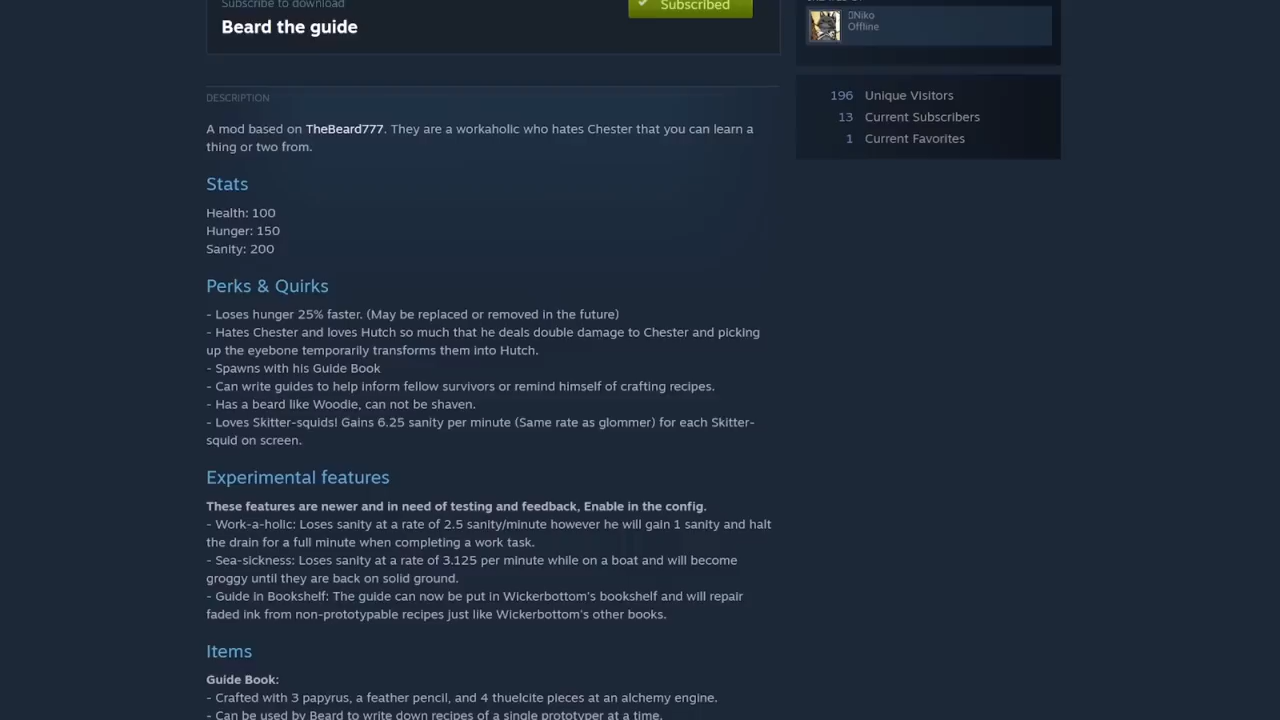 Subscribe to download
Subscribed
Beard the guide
Niko
Offline
196 Unique Visitors
13 Current Subscribers
1 Current Favorites
DESCRIPTION
A mod based on TheBeard777. They are a workaholic who hates Chester that you can learn a
thing or two from.
Stats
Health: 100
Hunger: 150
Sanity: 200
Perks & Quirks
- Loses hunger 25% faster. (May be replaced or removed in the future)
- Hates Chester and loves Hutch so much that he deals double damage to Chester and picking
up the eyebone temporarily transforms them into Hutch.
- Spawns with his Guide Book
- Can write guides to help inform fellow survivors or remind himself of crafting recipes.
- Has a beard like Woodie, can not be shaven.
- Loves Skitter-squids! Gains 6.25 sanity per minute (Same rate as glommer) for each Skitter-
squid on screen.
Experimental features
These features are newer and in need of testing and feedback, Enable in the config.
- Work-a-holic: Loses sanity at a rate of 2.5 sanity/minute however he will gain 1 sanity and halt
the drain for a full minute when completing a work task.
- Sea-sickness: Loses sanity at a rate of 3.125 per minute while on a boat and will become
groggy until they are back on solid ground.
- Guide in Bookshelf: The guide can now be put in Wickerbottom's bookshelf and will repair
faded ink from non-prototypable recipes just like Wickerbottom's other books.
Items
Guide Book:
- Crafted with 3 papyrus, a feather pencil, and 4 thuelcite pieces at an alchemy engine.
- Can be used by Beard to write down recipes of a single prototyper at a time.